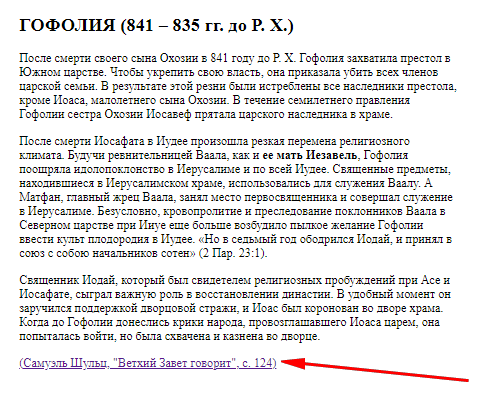 ГОФОЛИЯ (841 – 835 гг. до Р. Х.)
После смерти своего сына Охозии в 841 году до Р. Х. Гофолия захватила престол в
Южном царстве. Чтобы укрепить свою власть, она приказала убить всех членов
царской семьи. В результате этой резни были истреблены все наследники престола,
кроме Иоаса, малолетнего сына Охозии. В течение семилетнего правления
Гофолии сестра Охозии Иосавеф прятала царского наследника в храме.
После смерти Иосафата в Иудее произошла резкая перемена религиозного
климата. Будучи ревнительницей Ваала, как и ее мать Иезавель, Гофолия
поощряла идолопоклонство в Иерусалиме и по всей Иудее. Священные предметы,
находившиеся в Иерусалимском храме, использовались для служения Ваалу. А
Матфан, главный жрец Ваала, занял место первосвященника и совершал служение
в Иерусалиме. Безусловно, кровопролитие и преследование поклонников Ваала в
Северном царстве при Ииуе еще больше возбудило пылкое желание Гофолии
ввести культ плодородия в Иудее. «Но в седьмый год ободрился Иодай, и принял в
союз с собою начальников сотен» (2 Пар. 23:1).
Священник Иодай, который был свидетелем религиозных пробуждений при Асе и
Иосафате, сыграл важную роль в восстановлении династии. В удобный момент он
заручился поддержкой дворцовой стражи, и Иоас был коронован во дворе храма.
Когда до Гофолии донеслись крики народа, провозглашавшего Иоаса царем, она
попыталась войти, но была схвачена и казнена во дворце.
(Самуэль Шульц, "Ветхий Завет говорит", с. 124)